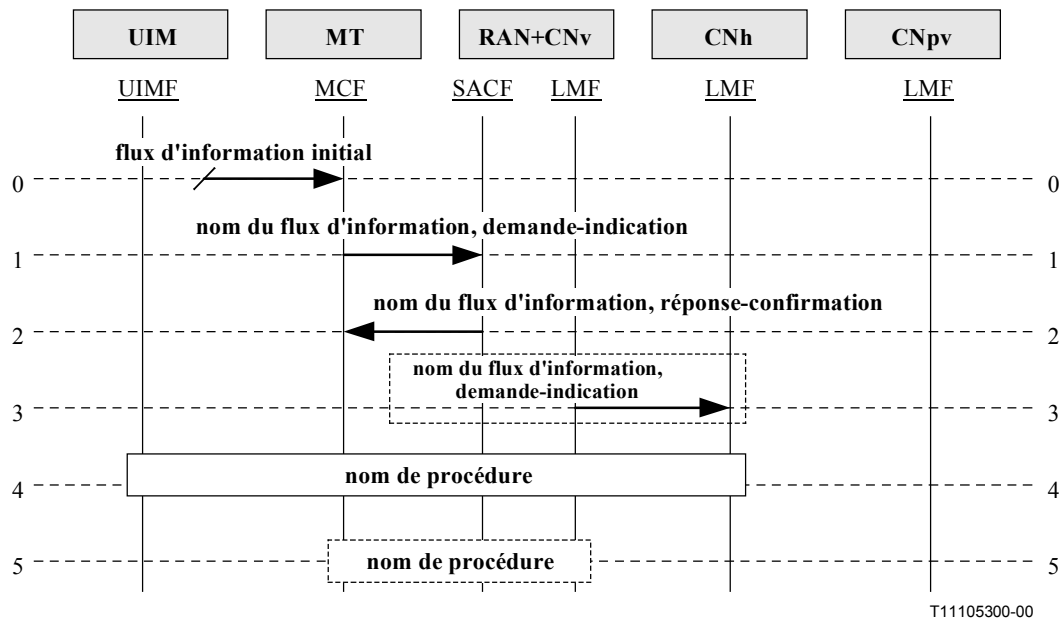 UIM MT RAN+CNv CNh CNpv
UIMF MCF SACF LMF LMF LMF
flux d'information initial
0 0
nom du flux d'information, demande-indication
1 1
nom du flux d'information, réponse-confirmation
2 2
nom du flux d'information,
demande-indication
3 3
nom de procédure
4 4
nom de procédure
5 5
T11105300-00